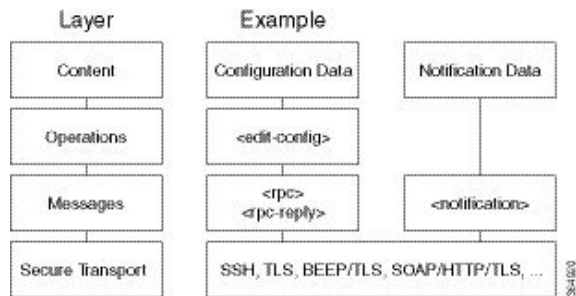 Layer
Example
Content
Configuration Data
Notification Data
Operations
<edit-config>
Messages
<rpc>
<rpc-reply>
<notification>
Secure Transport
SSH, TLS, BEEP/TLS, SOAP/HTTP/TLS, ...